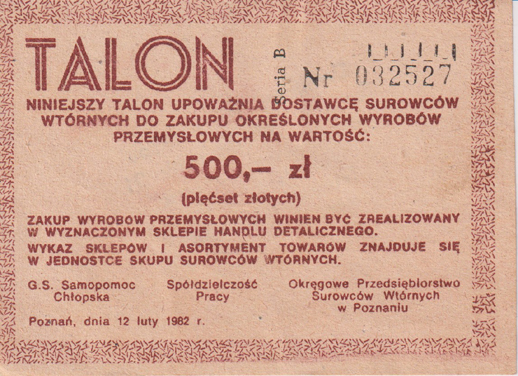 TALON
Seria B
Nr 032527
NINIEJSZY TALON UPOWAŻNIA DOSTAWCĘ SUROWCÓW
WTÓRNYCH DO ZAKUPU OKREŚLONYCH WYROBÓW
PRZEMYSŁOWYCH NA WARTOŚĆ:
500,— zł
(pięćset złotych)
ZAKUP WYROBÓW PRZEMYSŁOWYCH WINIEN BYĆ ZREALIZOWANY
W WYZNACZONYM SKLEPIE HANDLU DETALICZNEGO.
WYKAZ SKLEPÓW I ASORTYMENT TOWARÓW ZNAJDUJE SIĘ
W JEDNOSTCE SKUPU SUROWCÓW WTÓRNYCH.
G.S. Samopomoc Spółdzielczość Okręgowe Przedsiębiorstwo
Chłopska Pracy Surowców Wtórnych
w Poznaniu
Poznań, dnia 12 luty 1982 r.